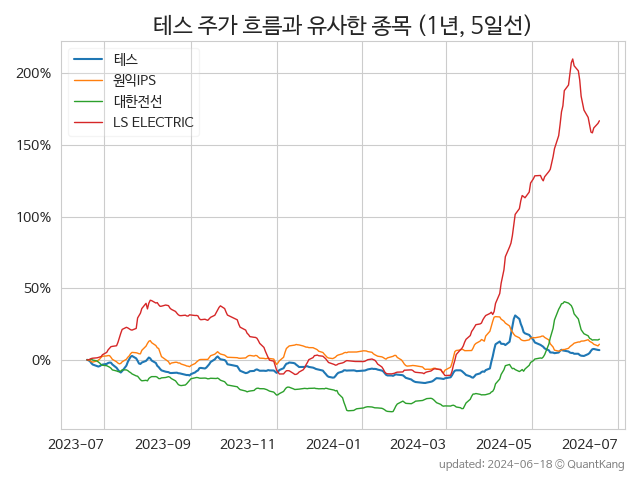 테스 주가 흐름과 유사한 종목 (1년, 5일선)
테스
원익IPS
대한전선
LS ELECTRIC
200%
150%
100%
50%
0%
2023-07 2023-09 2023-11 2024-01 2024-03 2024-05 2024-07
updated: 2024-06-18 © QuantKang